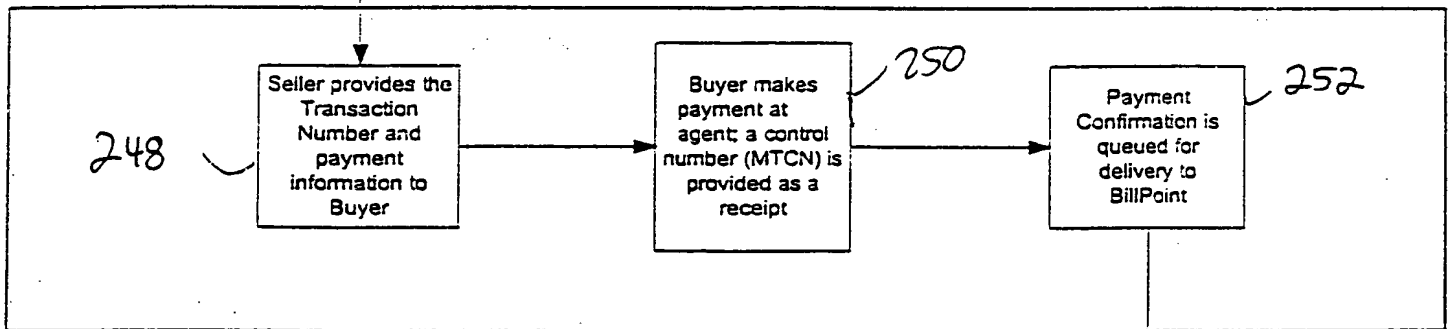 Seller provides the
Transaction
Number and
payment
information to
Buyer
248
Buyer makes
payment at
agent; a control
number (MTCN) is
provided as a
receipt
250
Payment
Confirmation is
queued for
delivery to
BillPoint
252